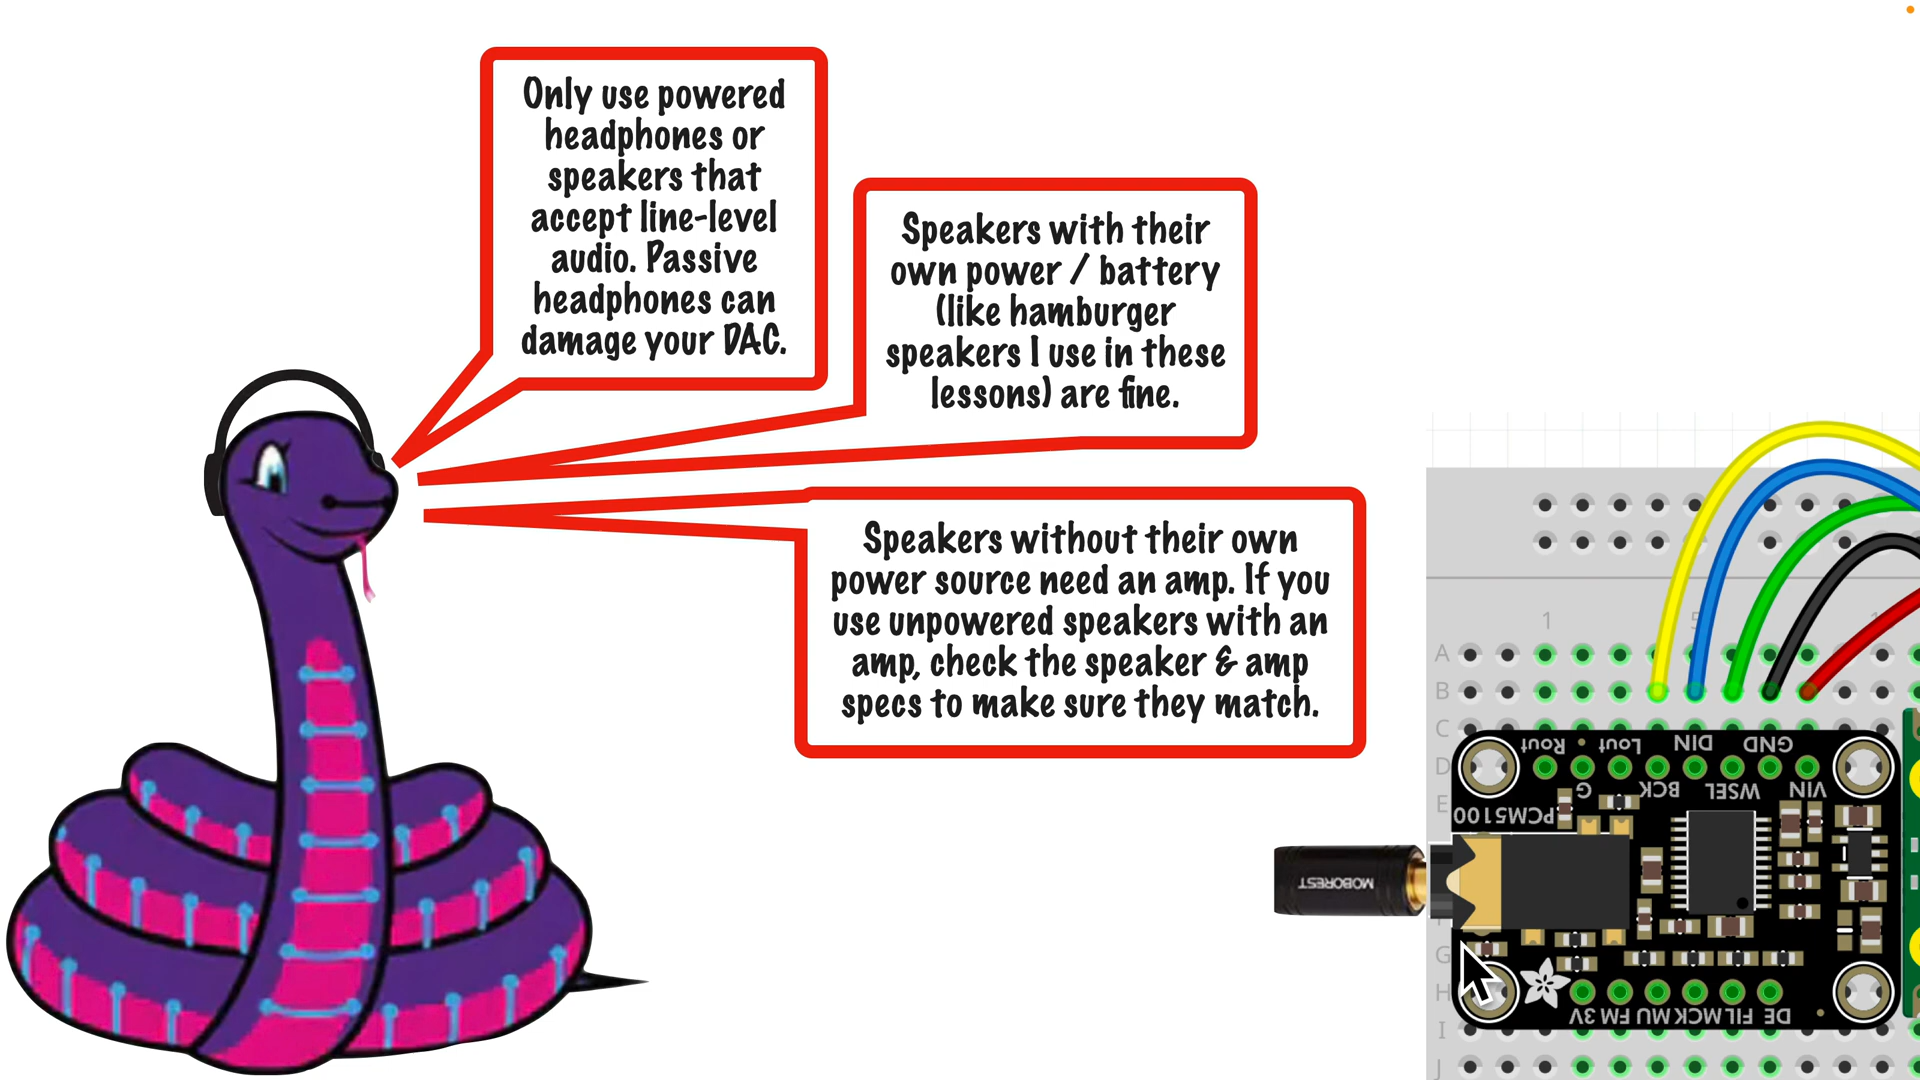 Only use powered
headphones or
speakers that
accept line-level
audio. Passive
headphones can
damage your DAC.
Speakers with their
own power / battery
(like hamburger
speakers I use in these
lessons) are fine.
Speakers without their own
power source need an amp. If you
use unpowered speakers with an
amp, check the speaker & amp
specs to make sure they match.
1 5
A
B
C
D
E
G
H
I
J
Rout Lout DIN GND
G BCK WSEL VIN
PCM5100
MOBOREST
3V FM MU MCK FIL DE